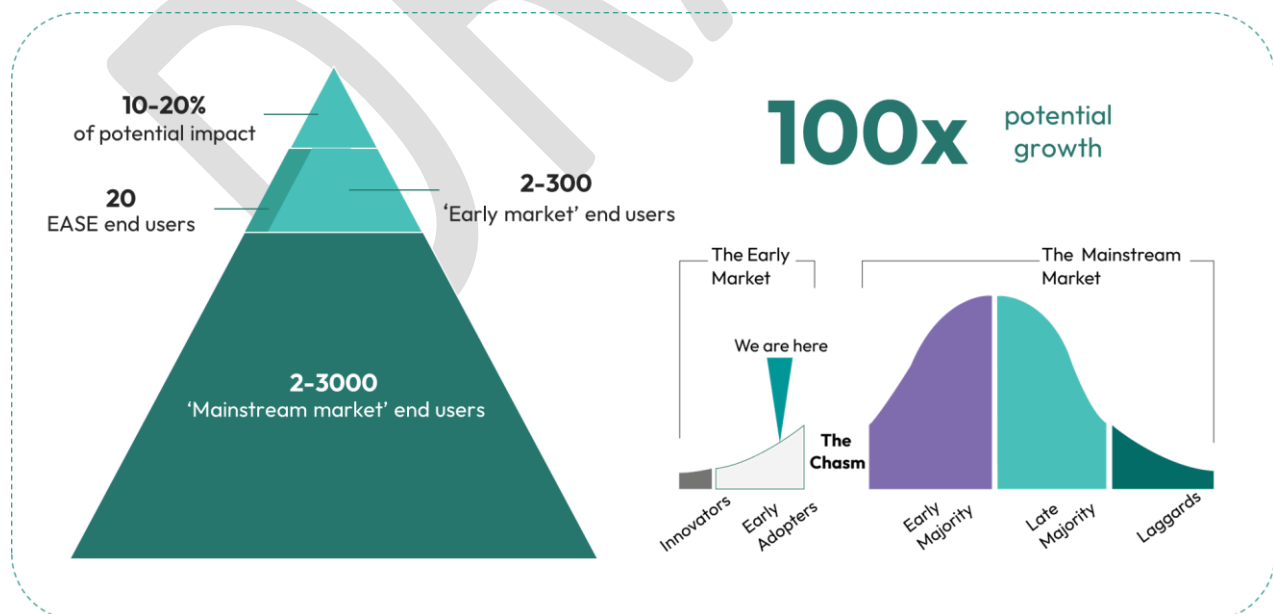 10-20%
of potential impact
20
EASE end users
2-300
‘Early market’ end users
2-3000
‘Mainstream market’ end users
100x
potential
growth
The Early
Market
The Mainstream
Market
We are here
The
Chasm
Innovators
Early
Adopters
Early
Majority
Late
Majority
Laggards